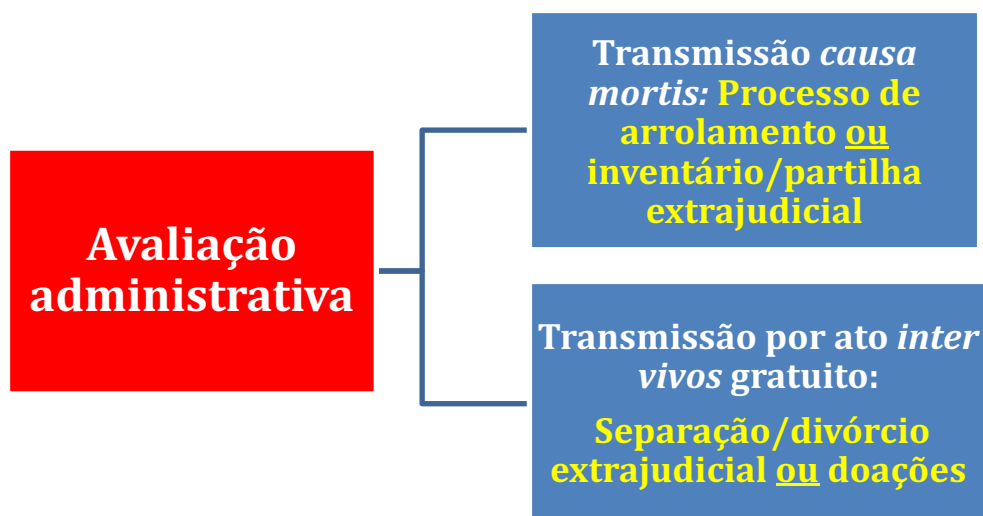 Avaliação
administrativa
Transmissão causa
mortis: Processo de
arrolamento ou
inventário/partilha
extrajudicial
Transmissão por ato inter
vivos gratuito:
Separação/divórcio
extrajudicial ou doações